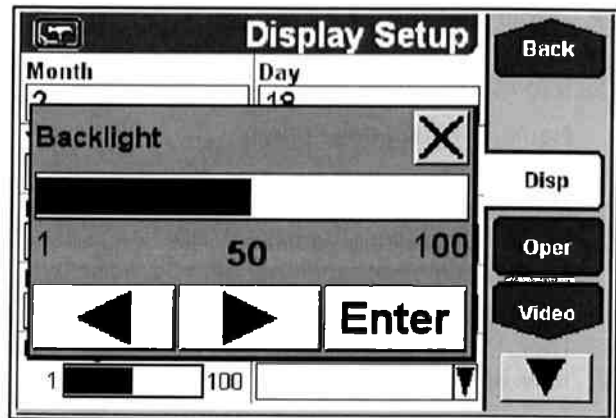 Display Setup
Back
Month
Day
2
18
Backlight
Disp
1
50
100
Oper
Enter
Video
1
100